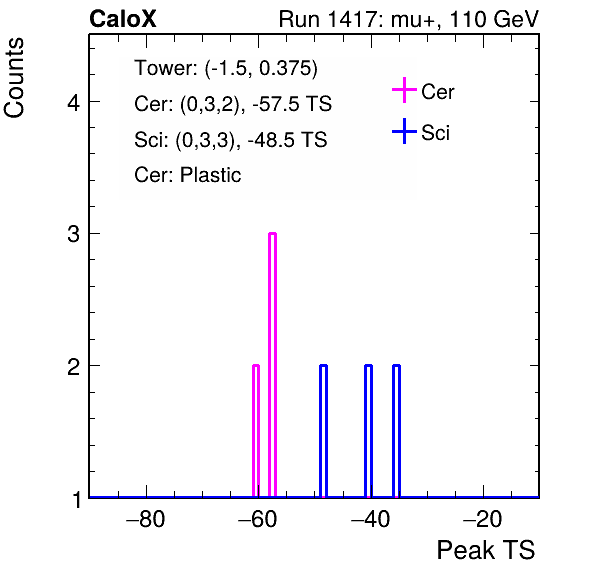 CaloX Run 1417: mu+, 110 GeV
Counts
Tower: (-1.5, 0.375)
Cer: (0,3,2), -57.5 TS
Sci: (0,3,3), -48.5 TS
Cer: Plastic
Cer
Sci
4
3
2
1
−80 −60 −40 −20
Peak TS